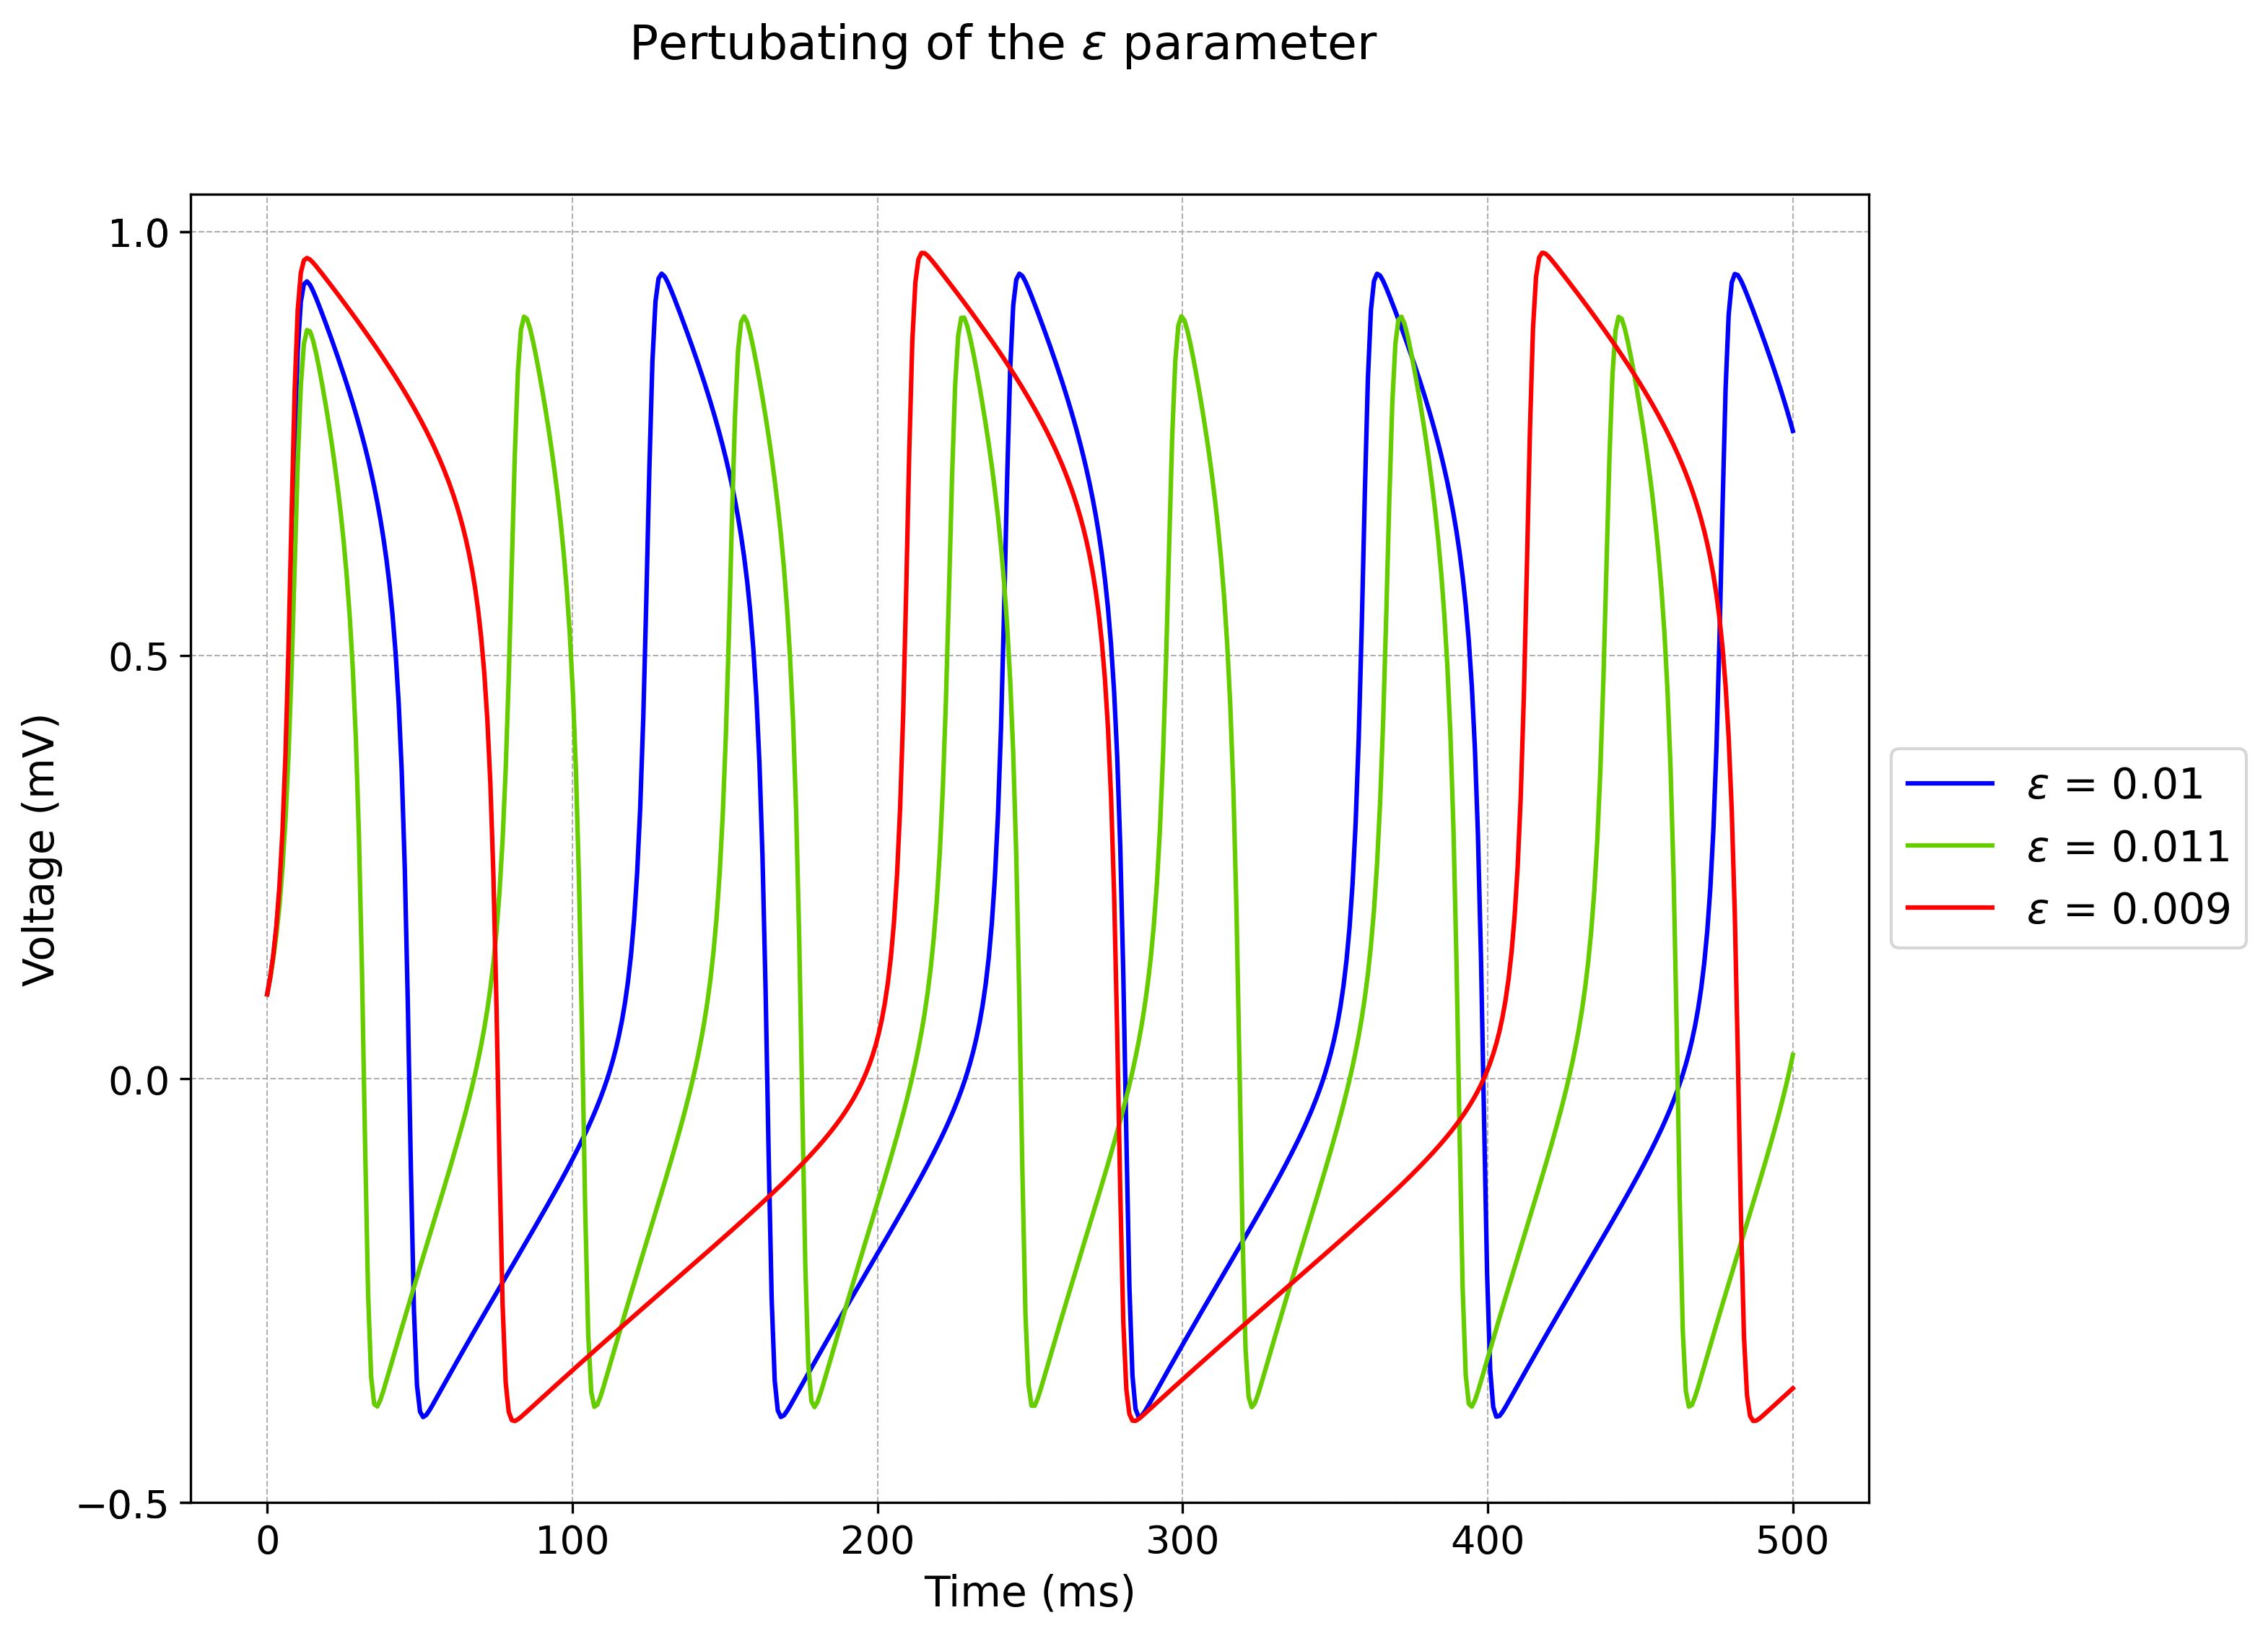 Pertubating of the ε parameter
1.0
0.5
0.0
−0.5
Voltage (mV)
0 100 200 300 400 500
Time (ms)
ε = 0.01
ε = 0.011
ε = 0.009